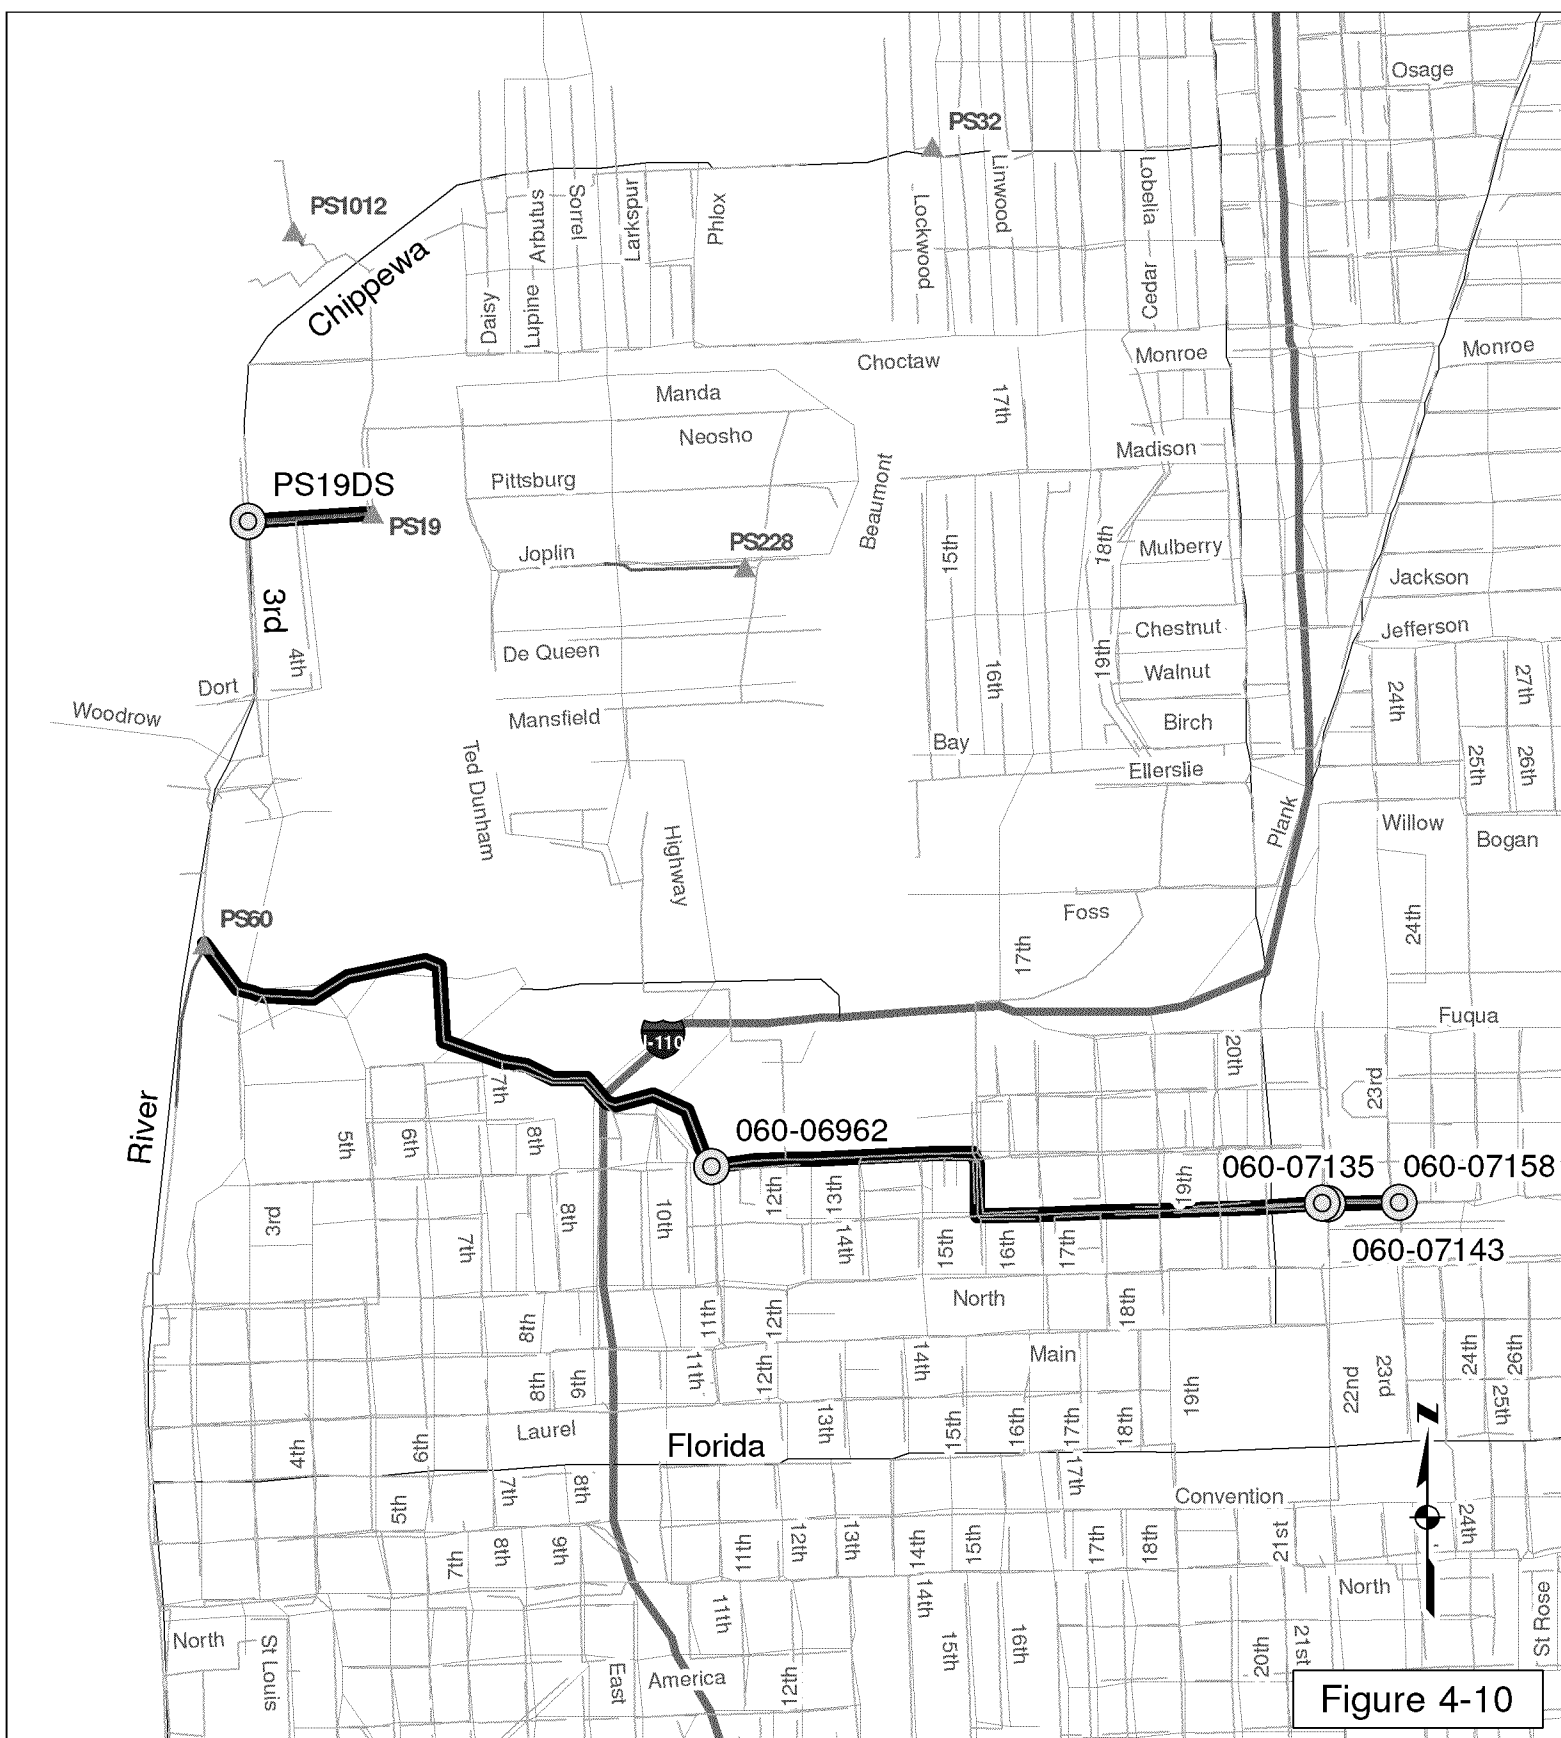 Osage
PS32
PS1012
Chippewa
Daisy
Lupine
Arbutus
Sorrel
Larkspur
Phlox
Lockwood
Linwood
Lobelia
Cedar
Choctaw
Monroe
Monroe
Manda
Neosho
17th
Madison
PS19DS
PS19
Pittsburg
Beaumont
Joplin
PS228
15th
18th
Mulberry
Jackson
3rd
4th
De Queen
16th
19th
Chestnut
Walnut
Birch
Jefferson
24th
27th
Dort
Woodrow
Mansfield
Bay
Ellerslie
25th
26th
Ted Dunham
Highway
Plank
Willow
Bogan
PS60
Foss
17th
24th
I-110
Fuqua
20th
23rd
River
7th
5th
6th
8th
060-06962
060-07135
060-07158
060-07143
12th
13th
19th
3rd
7th
8th
10th
14th
15th
16th
17th
North
18th
8th
11th
12th
8th
9th
11th
12th
14th
Main
19th
22nd
23rd
24th
26th
25th
Z
Laurel
Florida
4th
6th
13th
15th
16th
17th
18th
5th
7th
8th
17th
Convention
7th
8th
9th
11th
12th
13th
14th
15th
17th
18th
21st
24th
North
North
St Louis
11th
14th
15th
16th
20th
21st
St Rose
East
America
12th
Figure 4-10